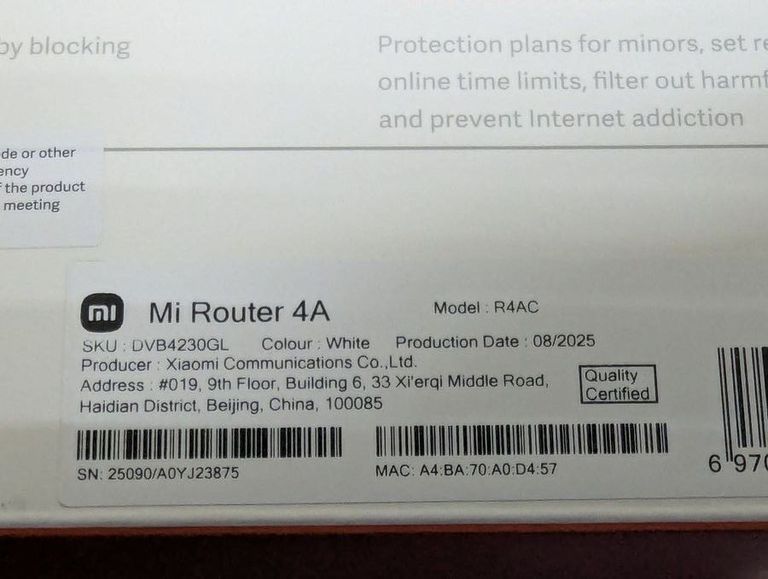 by blocking
Protection plans for minors, set re
online time limits, filter out harmf
and prevent Internet addiction
de or other
ency
f the product
meeting
mi Mi Router 4A Model : R4AC
SKU : DVB4230GL Colour : White Production Date : 08/2025
Producer : Xiaomi Communications Co.,Ltd.
Address : #019, 9th Floor, Building 6, 33 Xi'erqi Middle Road,
Haidian District, Beijing, China, 100085
Quality
Certified
SN: 25090/A0YJ23875
MAC: A4:BA:70:A0:D4:57
6 970